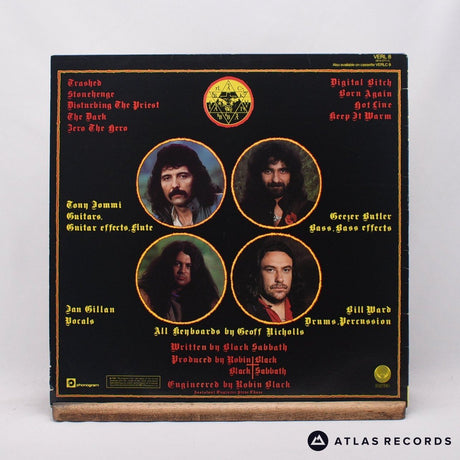 VERL 8
Also available on cassette VERLC 8
Trashed
Stonehenge
Disturbing The Priest
The Dark
Zero The Hero
Digital Bitch
Born Again
Hot Line
Keep It Warm
Tony Iommi
Guitars,
Guitar effects, Flute
Geezer Butler
Bass, Bass effects
Ian Gillan
Vocals
Bill Ward
Drums, Percussion
All Keyboards by Geoff Nicholls
Written by Black Sabbath
Produced by Robin Black
Black Sabbath
Engineered by Robin Black
phonogram
ATLAS RECORDS